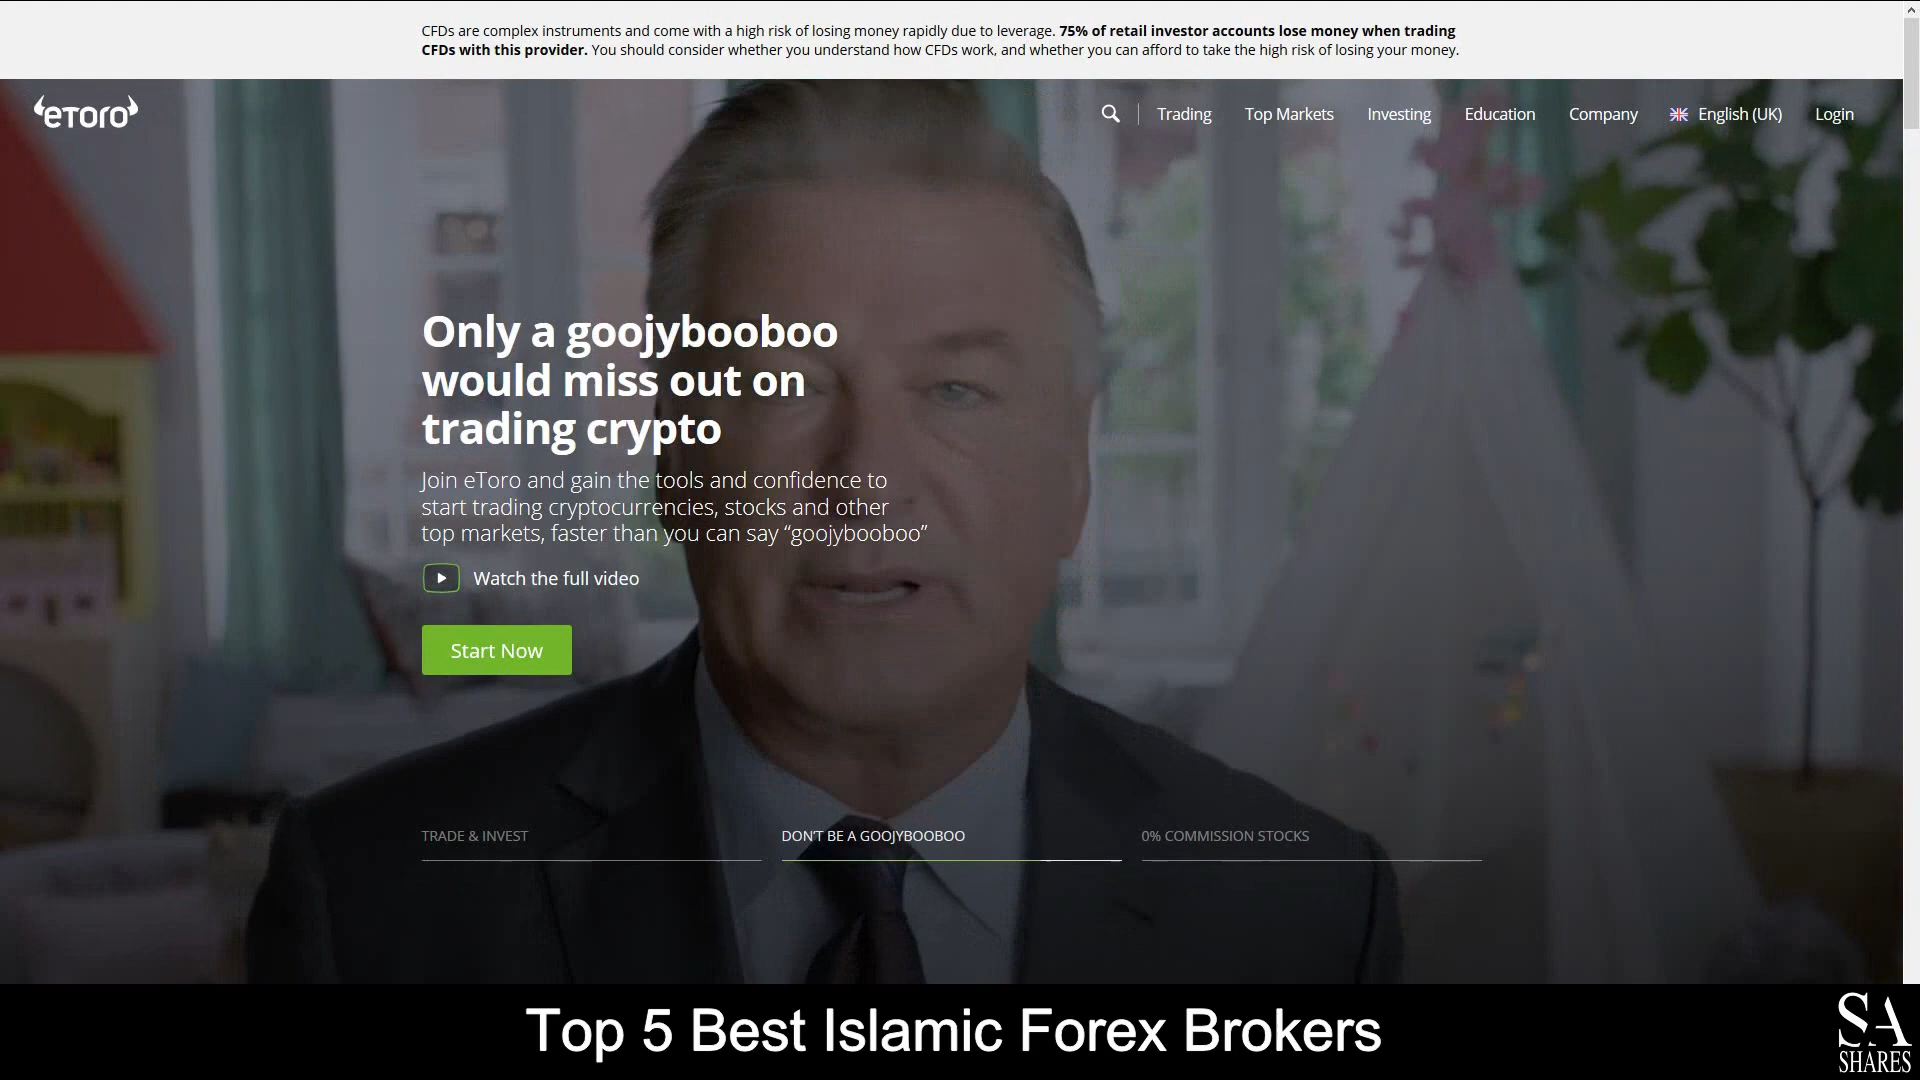 CFDs are complex instruments and come with a high risk of losing money rapidly due to leverage. 75% of retail investor accounts lose money when trading
CFDs with this provider. You should consider whether you understand how CFDs work, and whether you can afford to take the high risk of losing your money.
eToro
Trading Top Markets Investing Education Company English (UK) Login
Only a goojybooboo
would miss out on
trading crypto
Join eToro and gain the tools and confidence to
start trading cryptocurrencies, stocks and other
top markets, faster than you can say “goojybooboo”
Watch the full video
Start Now
TRADE & INVEST
DON'T BE A GOOJYBOOBOO
0% COMMISSION STOCKS
Top 5 Best Islamic Forex Brokers
SA
SHARES